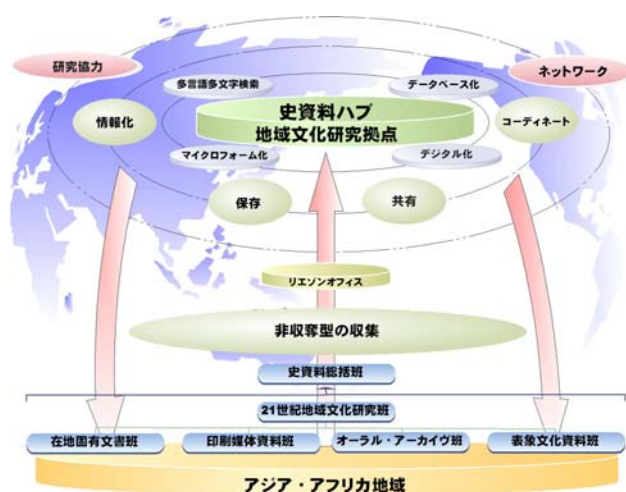 研究協力
ネットワーク
多言語多文字検索
データベース化
情報化
史資料ハブ
地域文化研究拠点
コーディネート
マイクロフォーム化
デジタル化
保存
共有
リエゾンオフィス
非収奪型の収集
史資料総括班
21世紀地域文化研究班
在地固有文書班
印刷媒体資料班
オーラル・アーカイヴ班
表象文化資料班
アジア・アフリカ地域